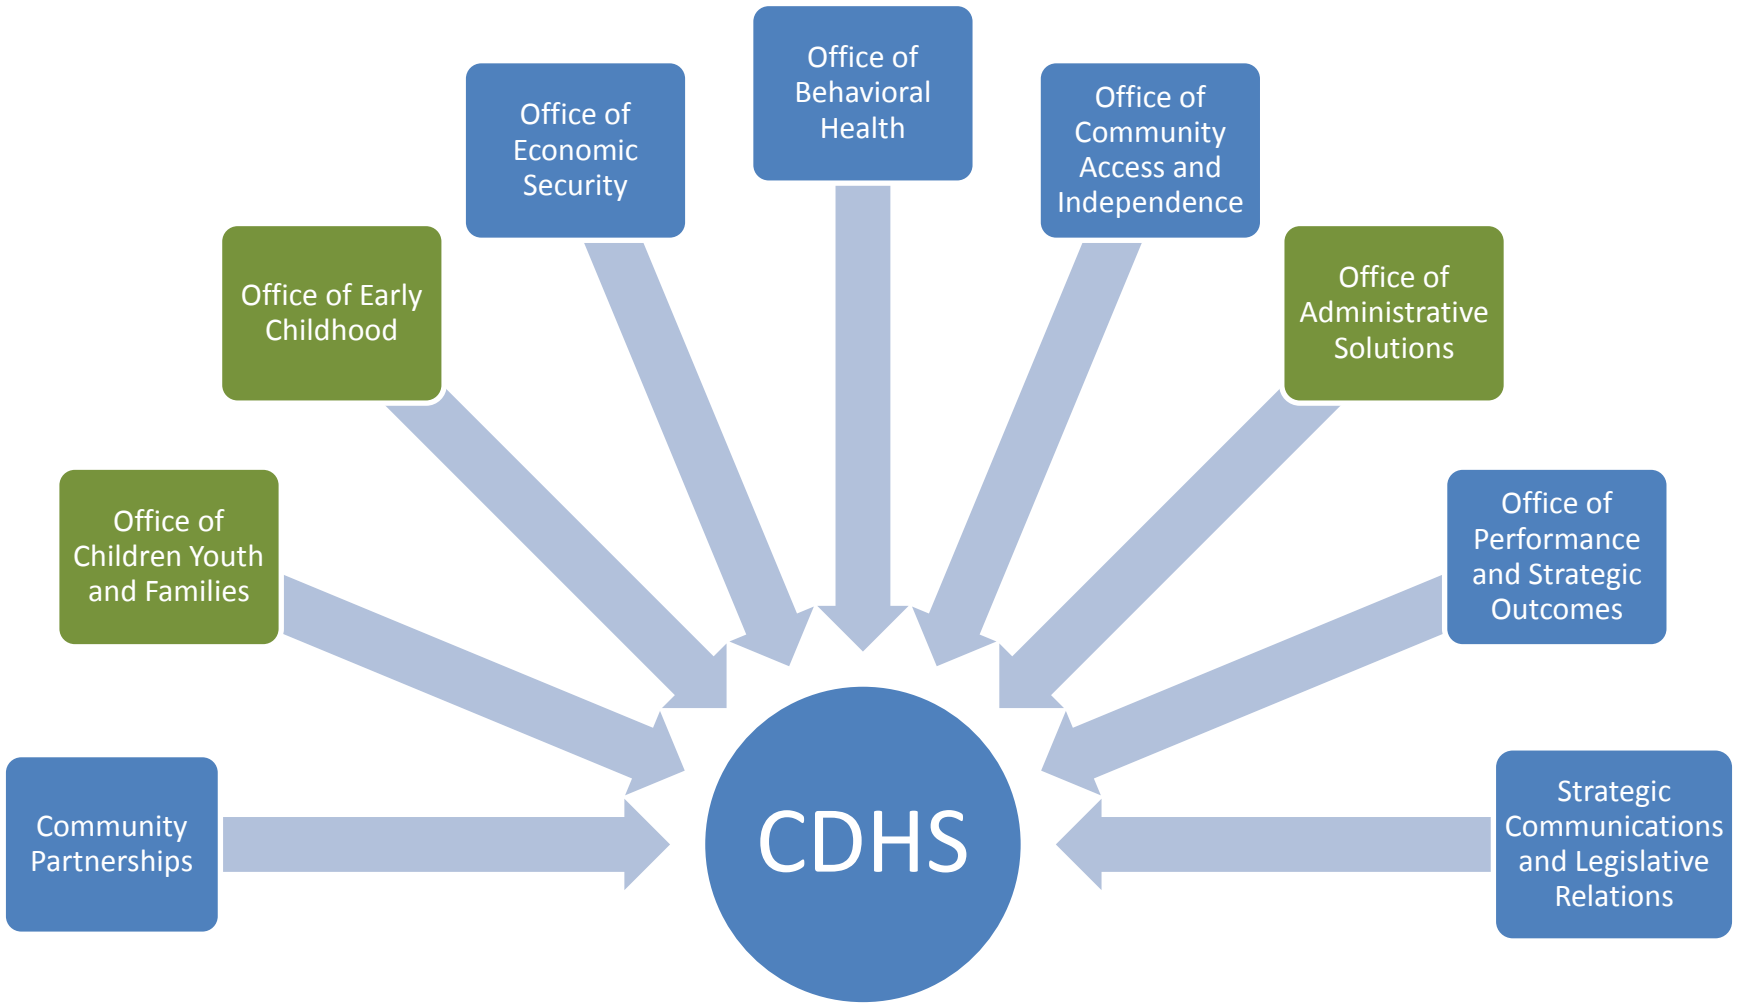 Office of
Behavioral
Health
Office of
Economic
Security
Office of
Community
Access and
Independence
Office of Early
Childhood
Office of
Administrative
Solutions
Office of
Children Youth
and Families
Office of
Performance
and Strategic
Outcomes
Community
Partnerships
CDHS
Strategic
Communications
and Legislative
Relations